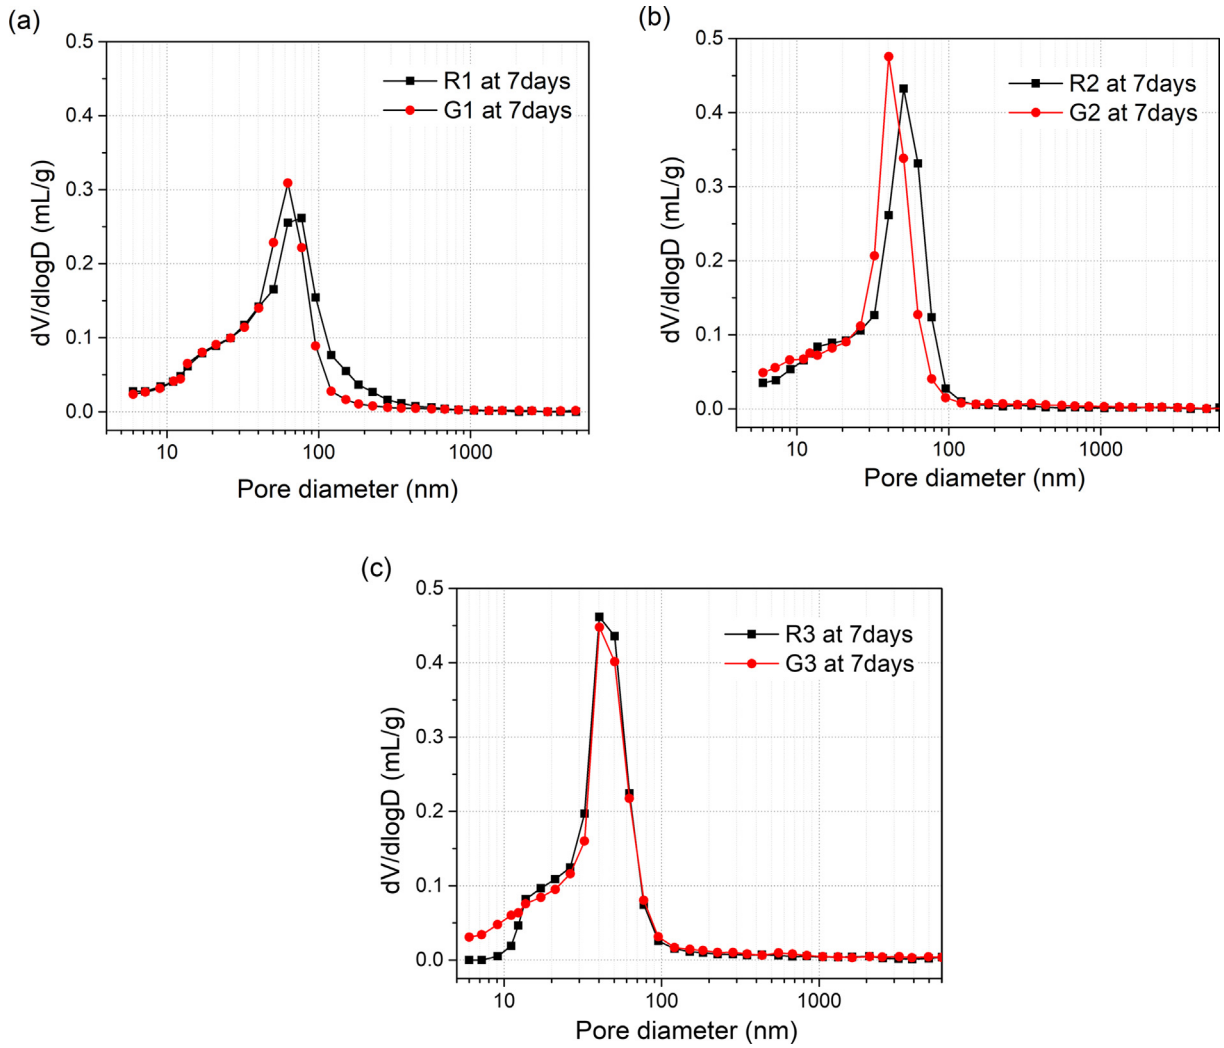 (a)
0.5
0.4
0.3
0.2
0.1
0.0
dV/dlogD (mL/g)
R1 at 7days
G1 at 7days
10
100
1000
Pore diameter (nm)
(b)
0.5
0.4
0.3
0.2
0.1
0.0
dV/dlogD (mL/g)
R2 at 7days
G2 at 7days
10
100
1000
Pore diameter (nm)
(c)
0.5
0.4
0.3
0.2
0.1
0.0
dV/dlogD (mL/g)
R3 at 7days
G3 at 7days
10
100
1000
Pore diameter (nm)